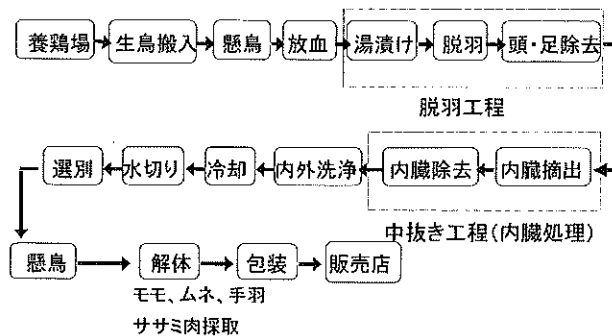 養鶏場 生鳥搬入 懸鳥 放血 湯漬け 脱羽 頭・足除去
脱羽工程
選別 水切り 冷却 内外洗浄 内臓除去 内臓摘出
中抜き工程(内臓処理)
懸鳥 解体 包装 販売店
モモ、ムネ、手羽
ササミ肉採取